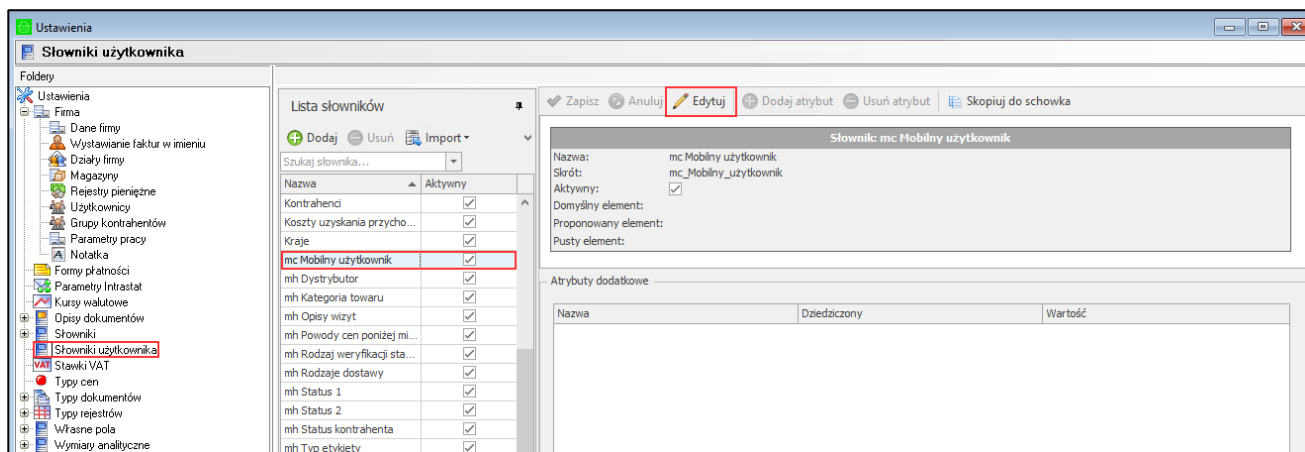 Ustawienia
Słowniki użytkownika
Foldery
Ustawienia
Firma
Dane firmy
Wystawianie faktur w imieniu
Działy firmy
Magazyny
Rejestry pieniężne
Użytkownicy
Grupy kontrahentów
Parametry pracy
Notatka
Formy płatności
Parametry Intrastat
Kursy walutowe
Opisy dokumentów
Słowniki
Słowniki użytkownika
VAT Stawki VAT
Typy cen
Typy dokumentów
Typy rejestrów
Własne pola
Wymiary analityczne
Lista słowników
Dodaj Usuń Import
Szukaj słownika...
Nazwa Aktywny
Kontrahenci
Koszty uzyskania przycho...
Kraje
mc Mobilny użytkownik
mh Dystrybutor
mh Kategoria towaru
mh Opisy wizyt
mh Powody cen poniżej mi...
mh Rodzaj weryfikacji sta...
mh Rodzaje dostawy
mh Status 1
mh Status 2
mh Status kontrahenta
mh Typ etykiety
Zapisz Anuluj Edytuj Dodaj atrybut Usuń atrybut Skopiuj do schowka
Słownik: mc Mobilny użytkownik
Nazwa: mc Mobilny użytkownik
Skrót: mc_Mobilny_użytkownik
Aktywny:
Domyślny element:
Proponowany element:
Pusty element:
Atrybuty dodatkowe
Nazwa Dziedziczony Wartość